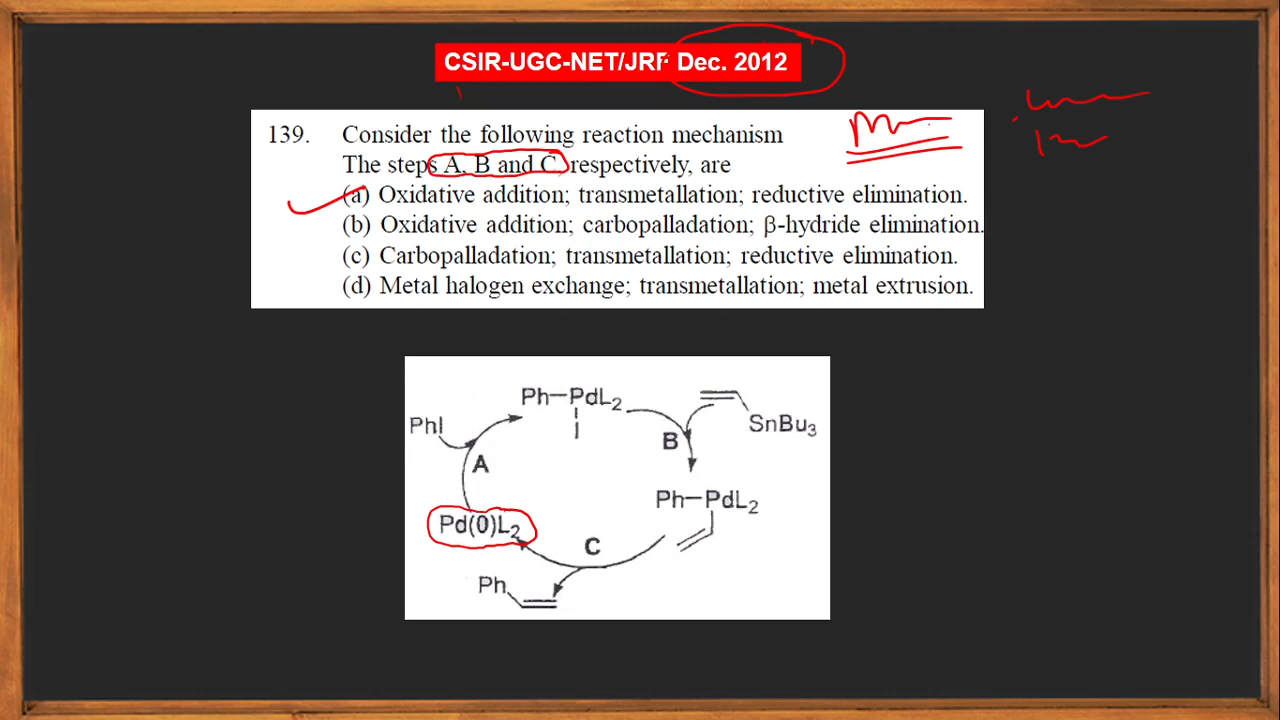 CSIR-UGC-NET/JRF Dec. 2012
139. Consider the following reaction mechanism
The steps A, B and C, respectively, are
(a) Oxidative addition; transmetallation; reductive elimination.
(b) Oxidative addition; carbopalladation; β-hydride elimination.
(c) Carbopalladation; transmetallation; reductive elimination.
(d) Metal halogen exchange; transmetallation; metal extrusion.
Ph–PdL₂
I
PhI
SnBu₃
B
A
Ph–PdL₂
Pd(0)L₂
C
Ph